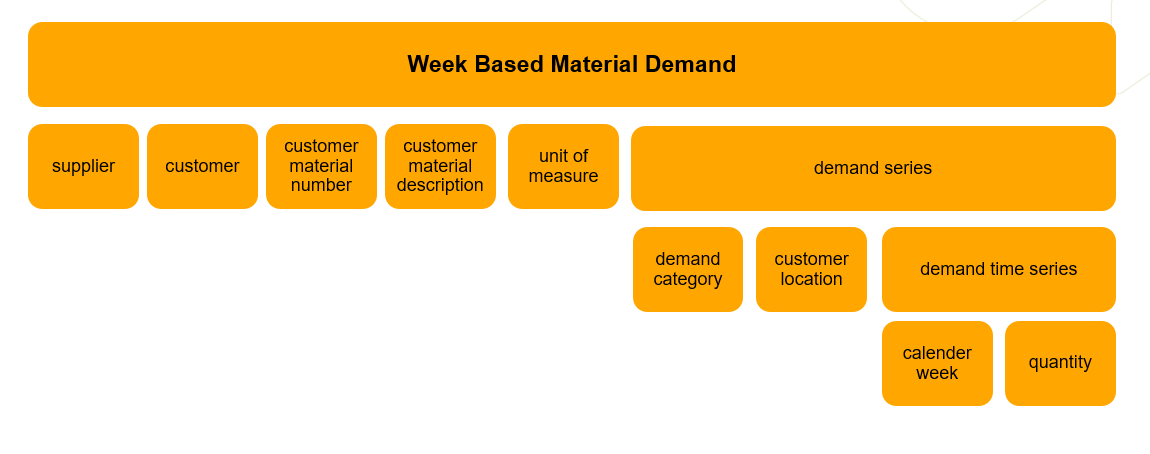 Week Based Material Demand
supplier
customer
customer
material
number
customer
material
description
unit of
measure
demand series
demand
category
customer
location
demand time series
calender
week
quantity